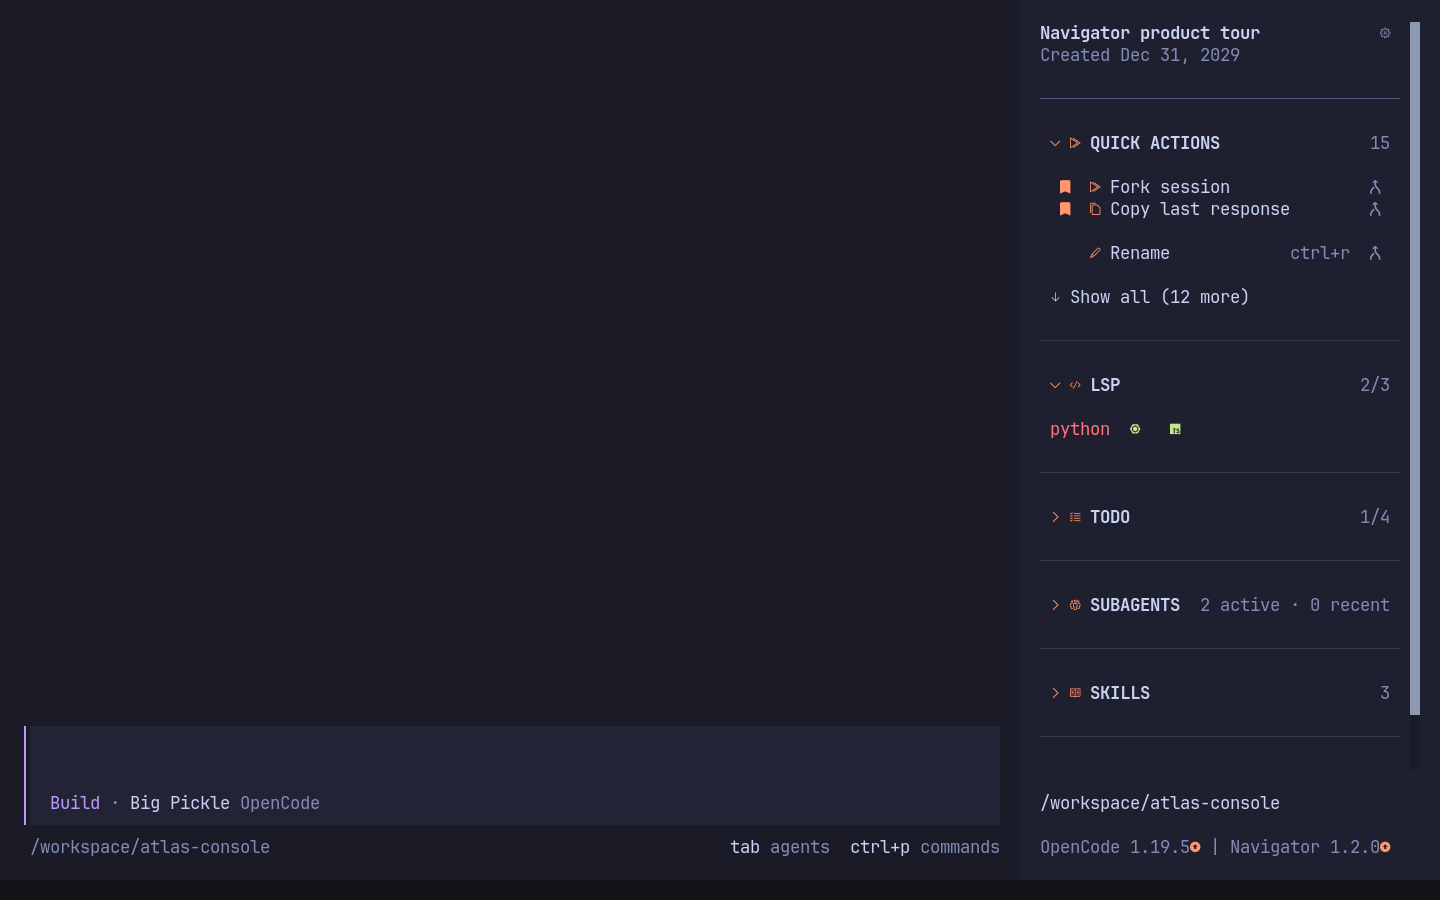 Navigator product tour
Created Dec 31, 2029
QUICK ACTIONS 15
Fork session
Copy last response
Rename ctrl+r
↓ Show all (12 more)
LSP 2/3
python TS
TODO 1/4
SUBAGENTS 2 active · 0 recent
SKILLS 3
Build · Big Pickle OpenCode
/workspace/atlas-console
tab agents ctrl+p commands
/workspace/atlas-console
OpenCode 1.19.5 | Navigator 1.2.0